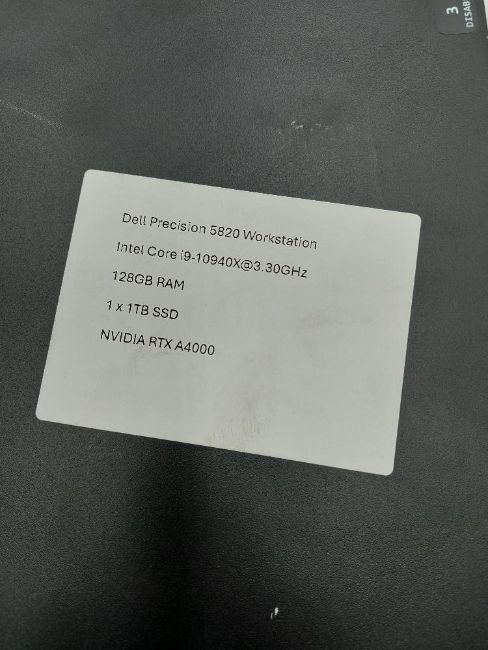 3
DISAB
Dell Precision 5820 Workstation
Intel Core i9-10940X@3.30GHz
128GB RAM
1 x 1TB SSD
NVIDIA RTX A4000